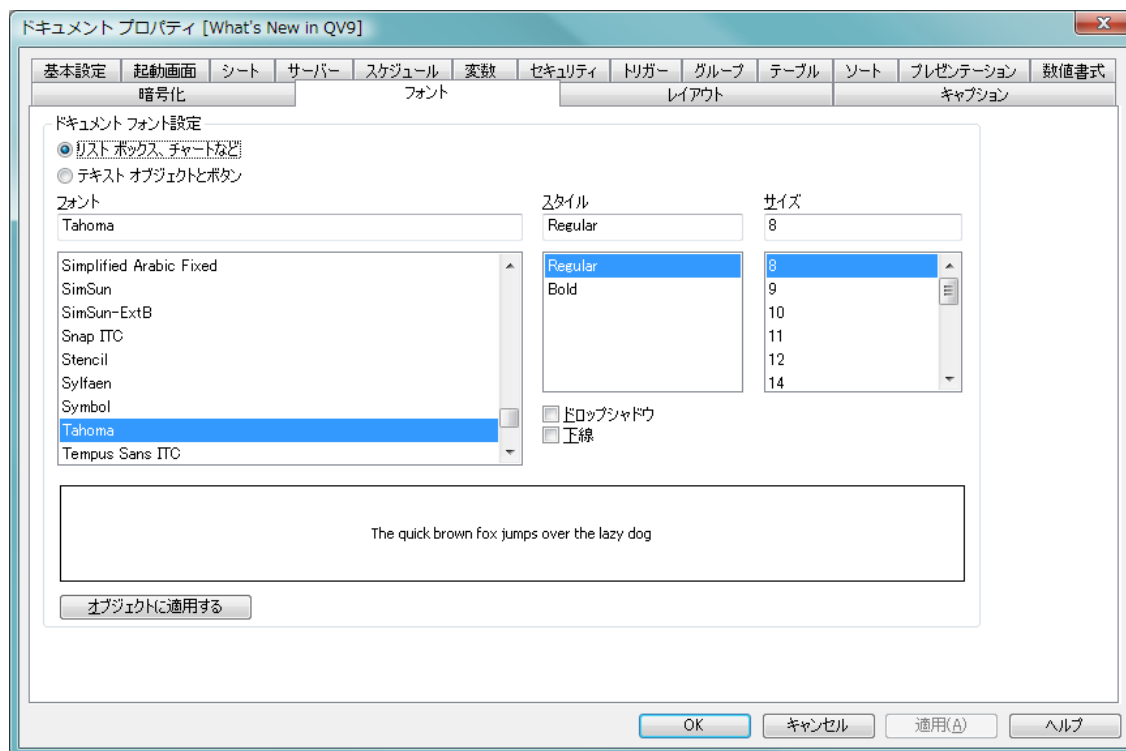 ドキュメント プロパティ [What's New in QV9]
基本設定 起動画面 シート サーバー スケジュール 変数 セキュリティ トリガー グループ テーブル ソート プレゼンテーション 数値書式
暗号化 フォント レイアウト キャプション
ドキュメント フォント設定
リスト ボックス、チャートなど
テキスト オブジェクトとボタン
フォント スタイル サイズ
Tahoma Regular 8
Simplified Arabic Fixed Regular 8
SimSun Bold 9
SimSun-ExtB 10
Snap ITC 11
Stencil 12
Sylfaen 14
Symbol ドロップシャドウ
Tahoma 下線
Tempus Sans ITC
The quick brown fox jumps over the lazy dog
オブジェクトに適用する
OK キャンセル 適用(A) ヘルプ